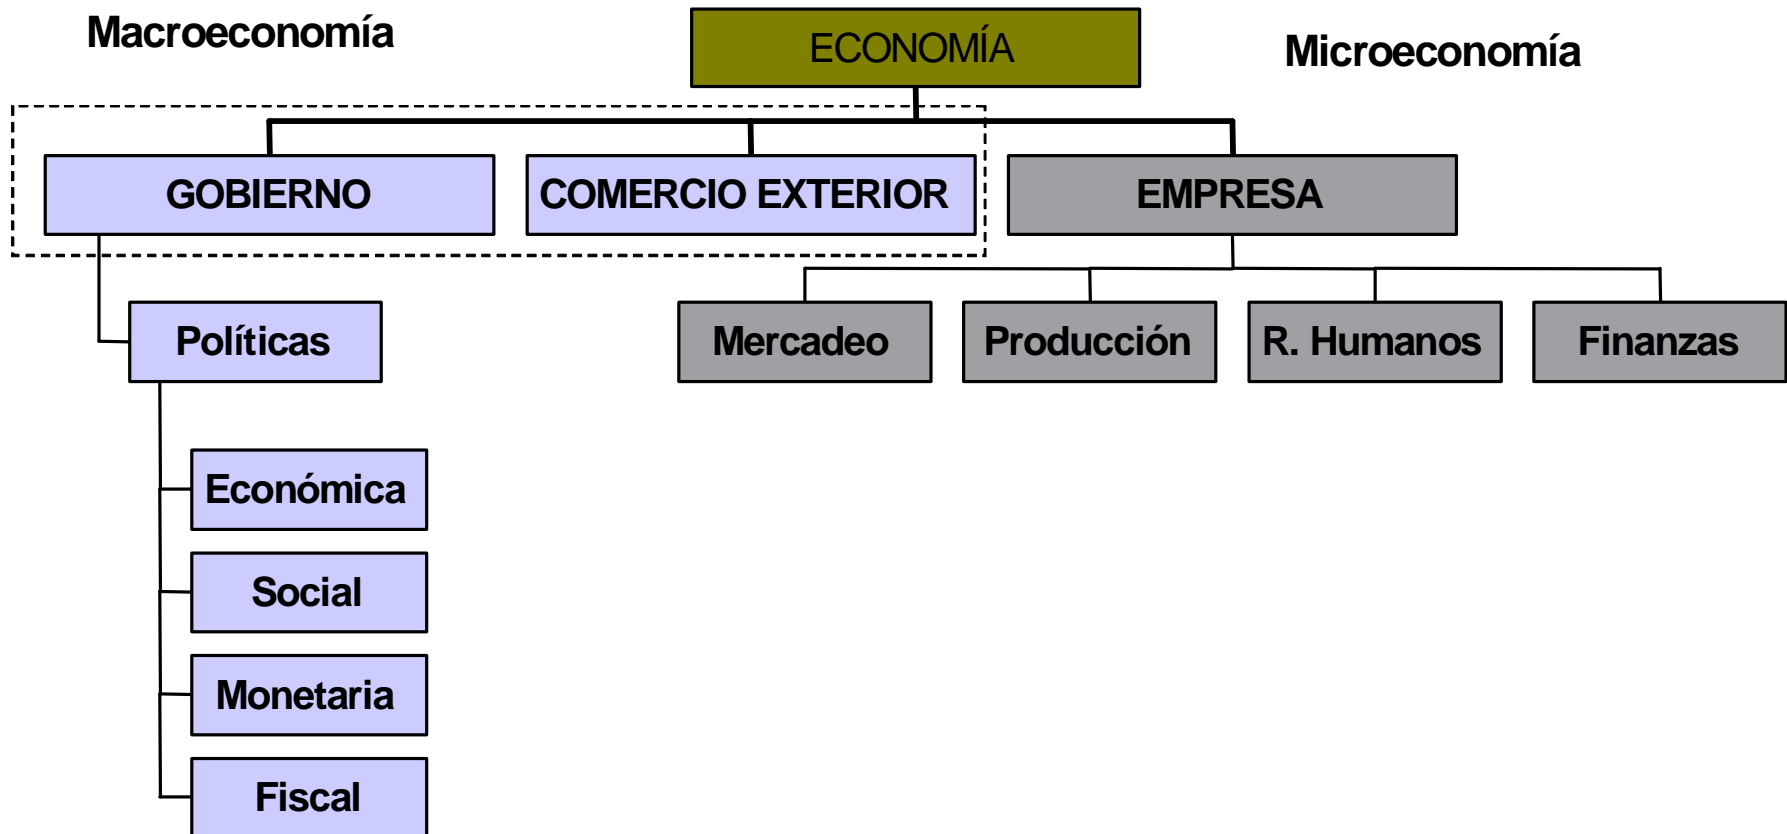 Macroeconomía
ECONOMÍA
Microeconomía
GOBIERNO
COMERCIO EXTERIOR
EMPRESA
Políticas
Mercadeo
Producción
R. Humanos
Finanzas
Económica
Social
Monetaria
Fiscal